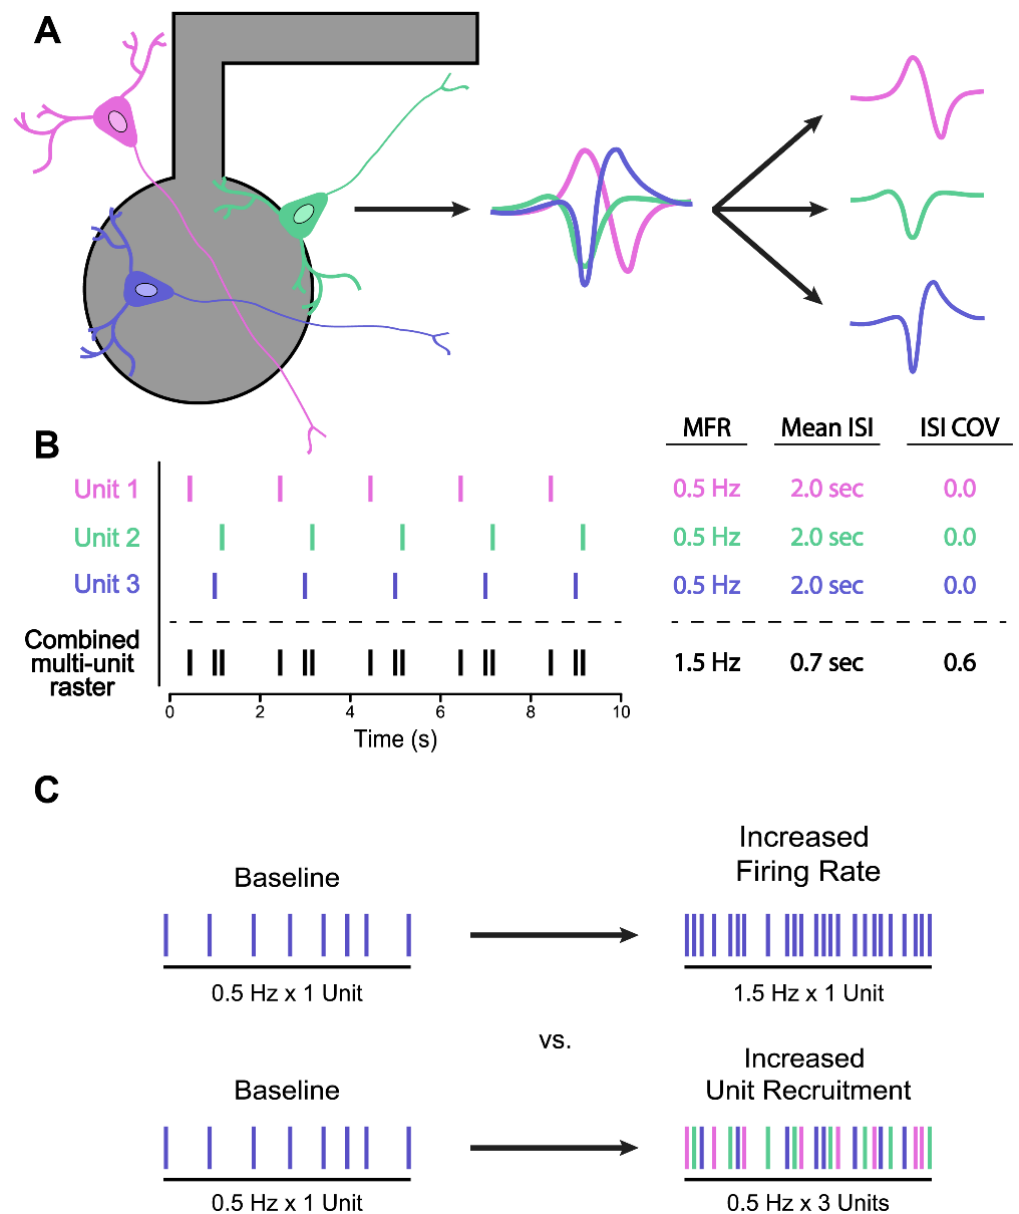 A
B
MFR Mean ISI ISI COV
Unit 1 0.5 Hz 2.0 sec 0.0
Unit 2 0.5 Hz 2.0 sec 0.0
Unit 3 0.5 Hz 2.0 sec 0.0
Combined
multi-unit
raster
1.5 Hz 0.7 sec 0.6
0 2 4 6 8 10
Time (s)
C
Baseline
Increased
Firing Rate
0.5 Hz x 1 Unit
1.5 Hz x 1 Unit
vs.
Baseline
Increased
Unit Recruitment
0.5 Hz x 1 Unit
0.5 Hz x 3 Units